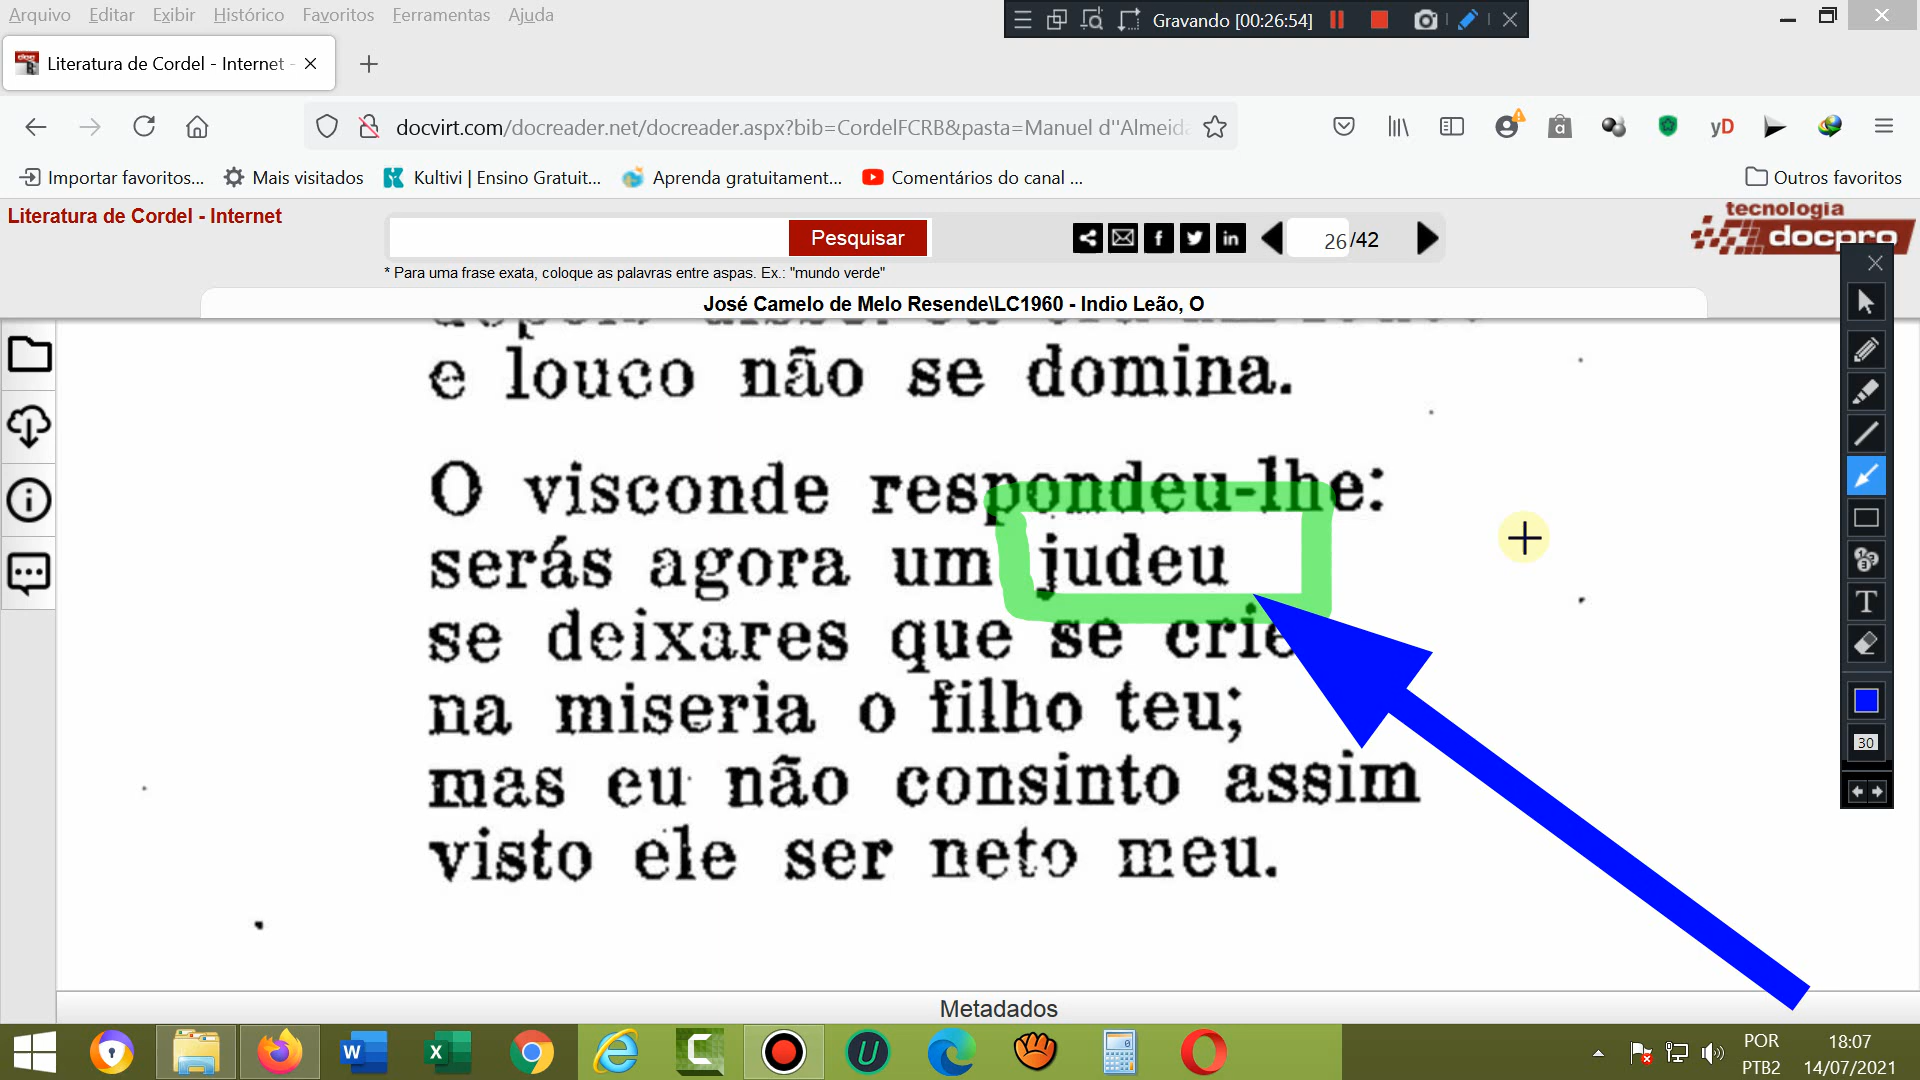 Arquivo Editar Exibir Histórico Favoritos Ferramentas Ajuda
Gravando [00:26:54]
Literatura de Cordel - Internet -
docvirt.com/docreader.net/docreader.aspx?bib=CordelFCRB&pasta=Manuel d''Almeida
Importar favoritos... Mais visitados Kultivi | Ensino Gratuit... Aprenda gratuitament... Comentários do canal ... Outros favoritos
Literatura de Cordel - Internet
Pesquisar
26 /42
tecnologia
docpro
* Para uma frase exata, coloque as palavras entre aspas. Ex.: "mundo verde"
José Camelo de Melo Resende\LC1960 - Indio Leão, O
e louco não se domina.
O visconde respondeu-lhe:
serás agora um judeu
se deixares que se crie
na miseria o filho teu;
mas eu não consinto assim
visto ele ser neto meu.
T
30
Metadados
POR
PTB2
18:07
14/07/2021